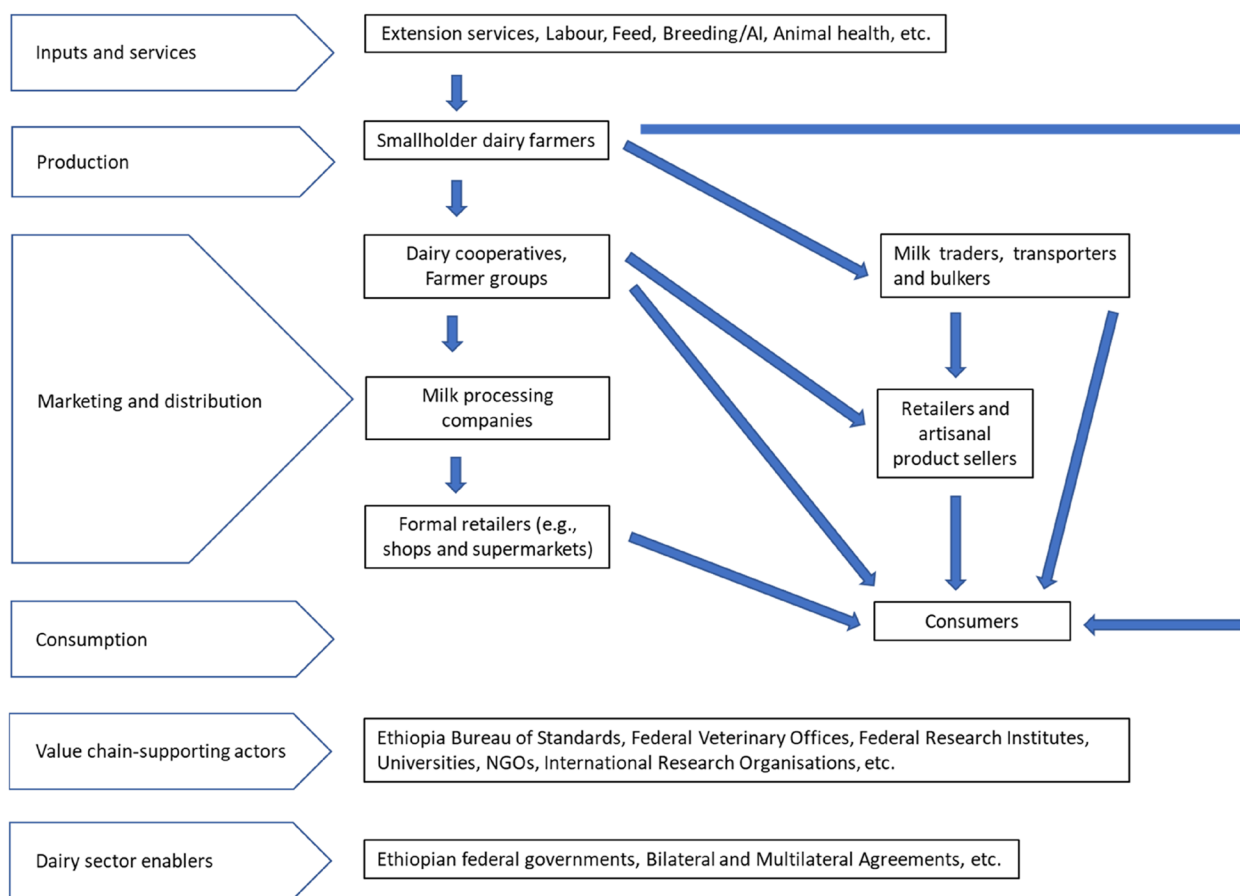 Inputs and services
Extension services, Labour, Feed, Breeding/AI, Animal health, etc.
Production
Smallholder dairy farmers
Marketing and distribution
Dairy cooperatives,
Farmer groups
Milk traders, transporters
and bulkers
Milk processing
companies
Retailers and
artisanal
product sellers
Formal retailers (e.g.,
shops and supermarkets)
Consumption
Consumers
Value chain-supporting actors
Ethiopia Bureau of Standards, Federal Veterinary Offices, Federal Research Institutes,
Universities, NGOs, International Research Organisations, etc.
Dairy sector enablers
Ethiopian federal governments, Bilateral and Multilateral Agreements, etc.